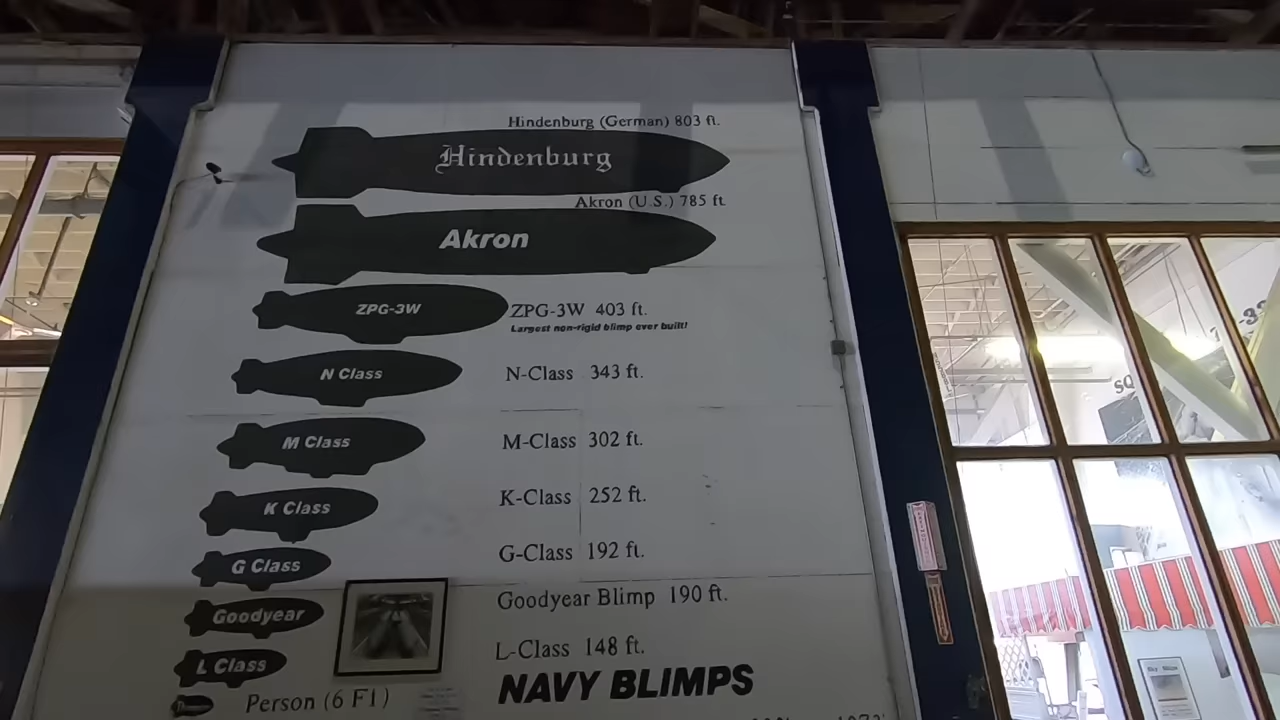 Hindenburg (German) 803 ft.
Hindenburg
Akron (U.S.) 785 ft.
Akron
ZPG-3W
ZPG-3W 403 ft.
Largest non-rigid blimp ever built!
N Class
N-Class 343 ft.
M Class
M-Class 302 ft.
K Class
K-Class 252 ft.
G Class
G-Class 192 ft.
Goodyear
Goodyear Blimp 190 ft.
L Class
L-Class 148 ft.
Person (6 FT)
NAVY BLIMPS